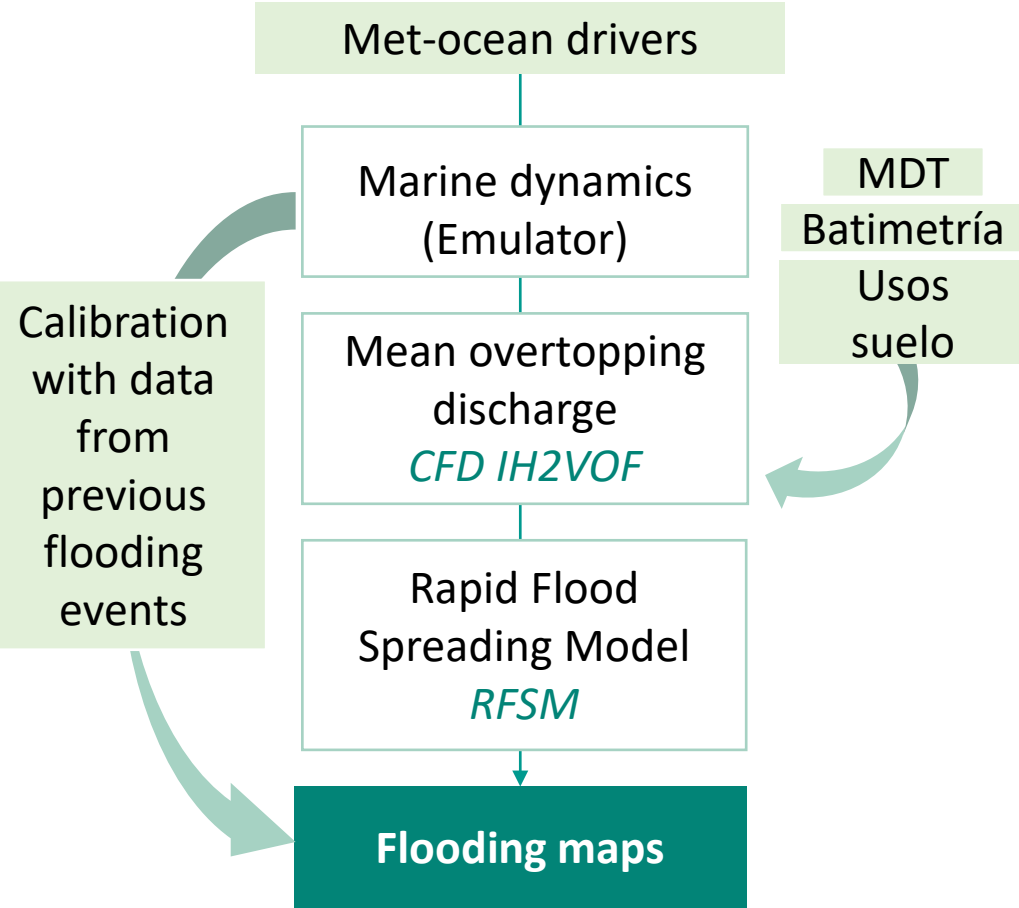 Met-ocean drivers
Marine dynamics
(Emulator)
MDT
Batimetría
Usos
suelo
Calibration
with data
from
previous
flooding
events
Mean overtopping
discharge
CFD IH2VOF
Rapid Flood
Spreading Model
RFSM
Flooding maps